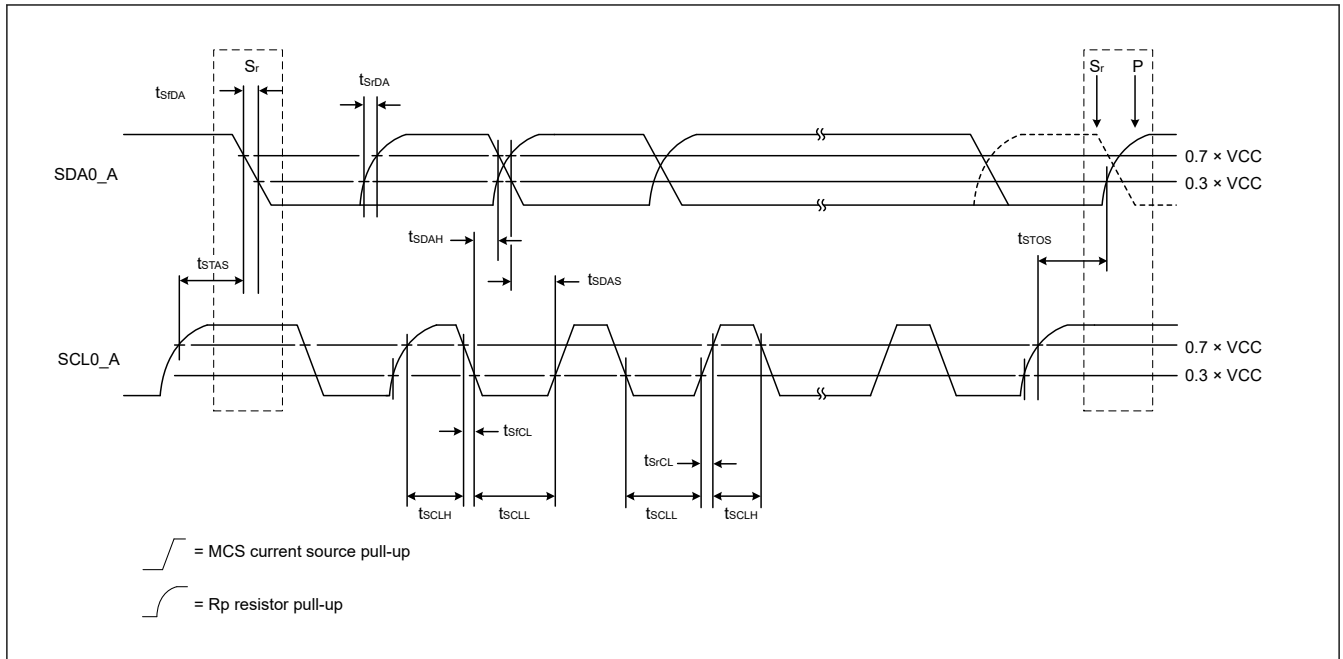 Sr
tSfDA
tSrDA
Sr P
SDA0_A
0.7 × VCC
0.3 × VCC
tSDAH
tSTAS
tSDAS
tSTOS
SCL0_A
0.7 × VCC
0.3 × VCC
tSfCL
tSrCL
tSCLH tSCLL tSCLL tSCLH
= MCS current source pull-up
= Rp resistor pull-up